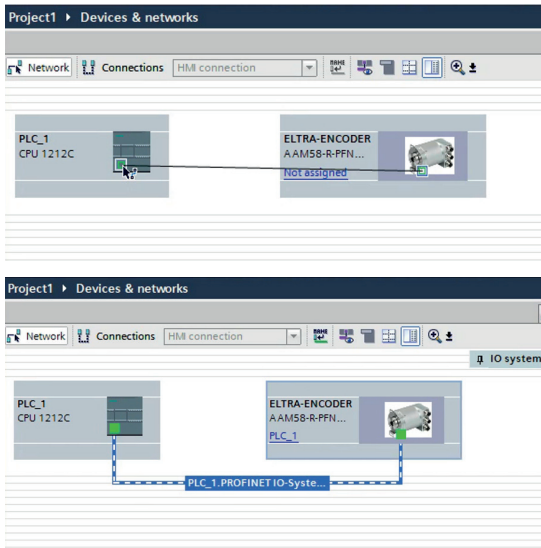 Project1 ▸ Devices & networks
Network Connections HMI connection
PLC_1
CPU 1212C
ELTRA-ENCODER
AAM58-R-PFN...
Not assigned
Project1 ▸ Devices & networks
Network Connections HMI connection
IO system
PLC_1
CPU 1212C
ELTRA-ENCODER
AAM58-R-PFN...
PLC_1
PLC_1.PROFINET IO-Syste...